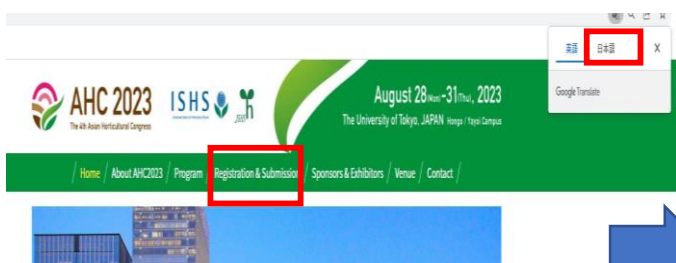 英語 日本語 X
Google Translate
AHC 2023
The 4th Asian Horticultural Congress
ISHS
JSHS
August 28(Mon)-31(Thu), 2023
The University of Tokyo, JAPAN Hongo / Yayoi Campus
/ Home / About AHC2023 / Program / Registration & Submission / Sponsors & Exhibitors / Venue / Contact /